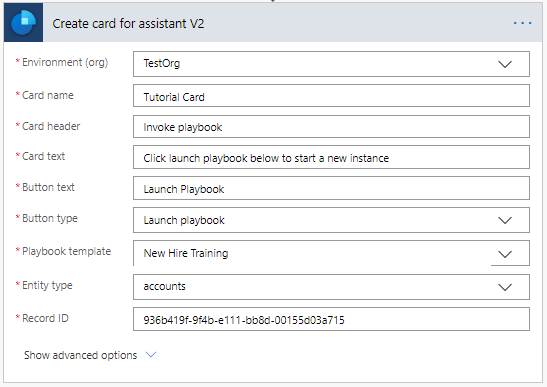 Create card for assistant V2
* Environment (org) TestOrg
* Card name Tutorial Card
* Card header Invoke playbook
* Card text Click launch playbook below to start a new instance
* Button text Launch Playbook
* Button type Launch playbook
* Playbook template New Hire Training
* Entity type accounts
* Record ID 936b419f-9f4b-e111-bb8d-00155d03a715
Show advanced options